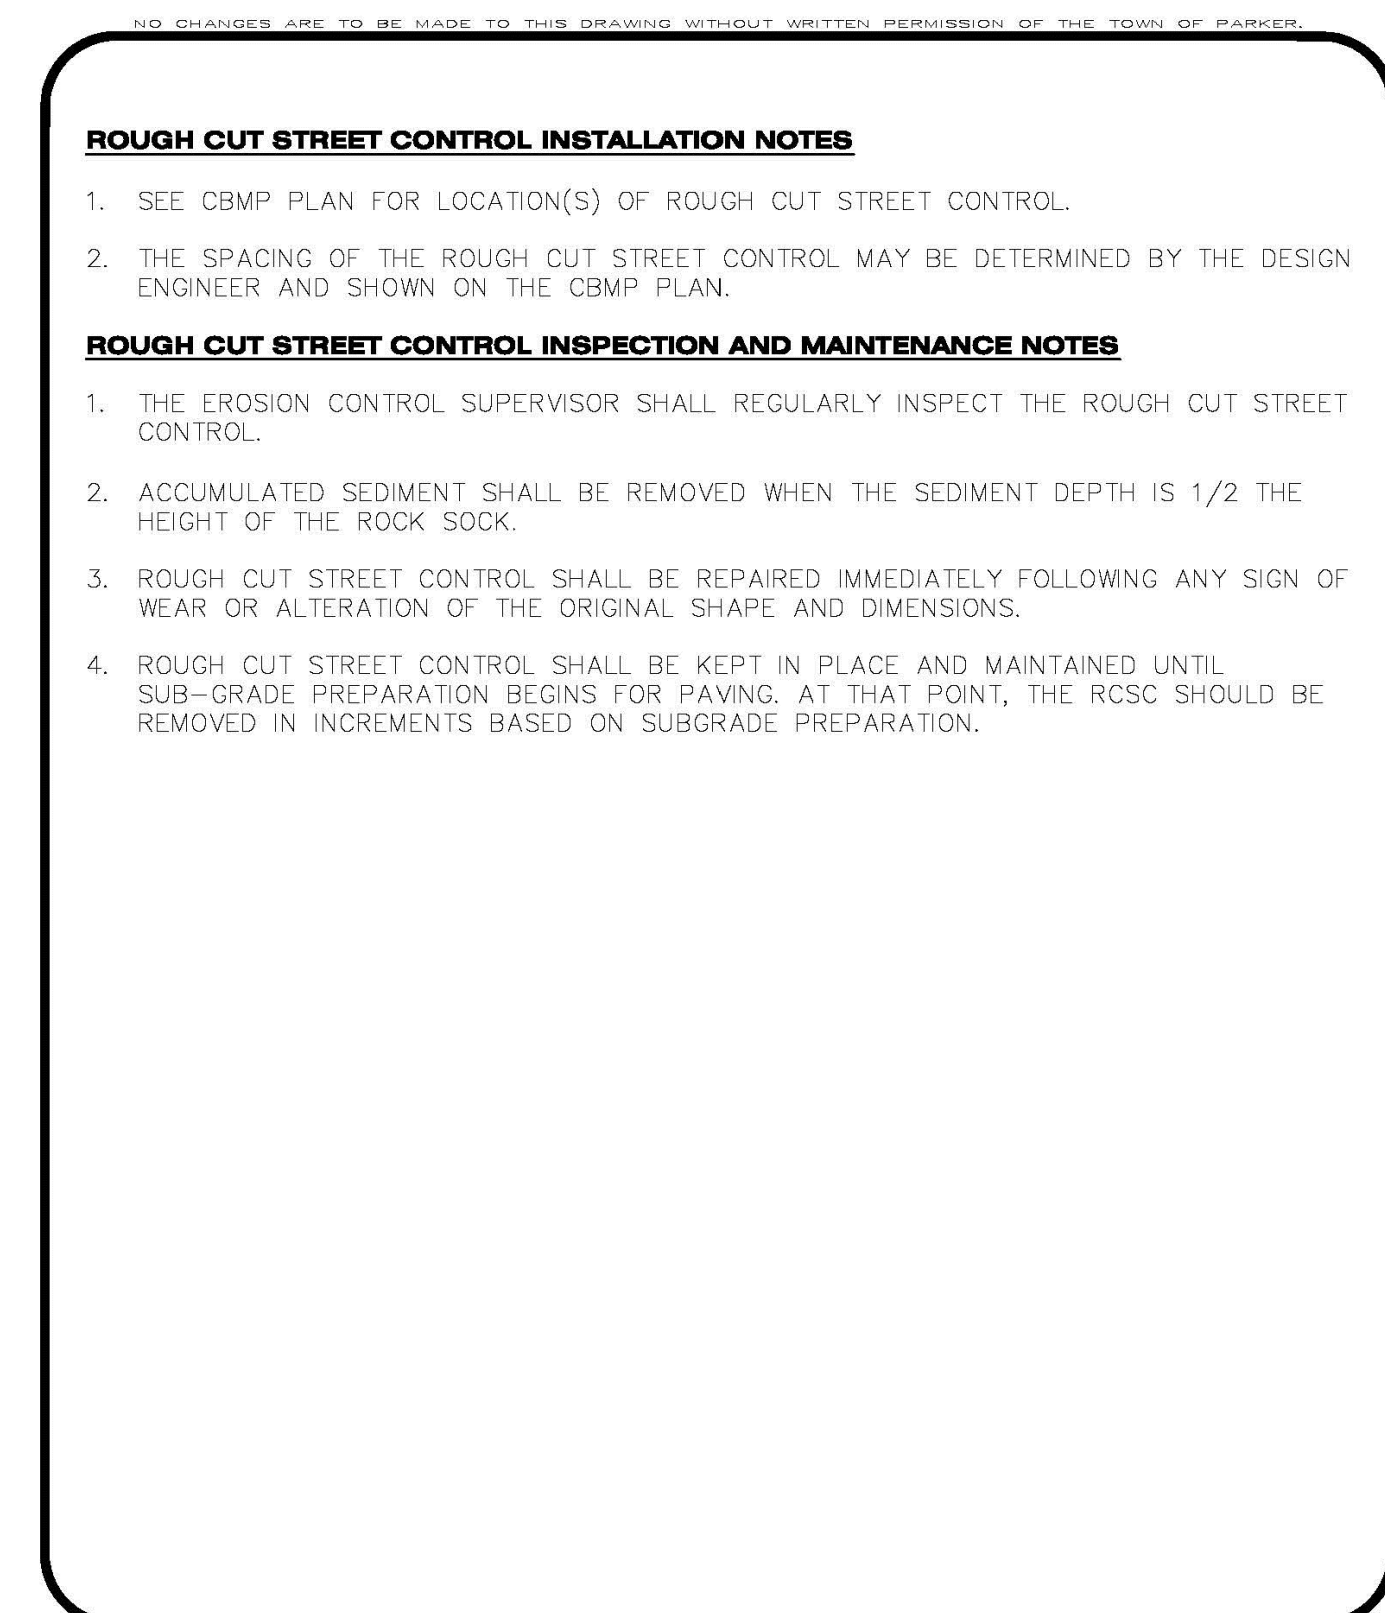 NO CHANGES ARE TO BE MADE TO THIS DRAWING WITHOUT WRITTEN PERMISSION OF THE TOWN OF PARKER.
ROUGH CUT STREET CONTROL INSTALLATION NOTES
1. SEE CBMP PLAN FOR LOCATION(S) OF ROUGH CUT STREET CONTROL.
2. THE SPACING OF THE ROUGH CUT STREET CONTROL MAY BE DETERMINED BY THE DESIGN
ENGINEER AND SHOWN ON THE CBMP PLAN.
ROUGH CUT STREET CONTROL INSPECTION AND MAINTENANCE NOTES
1. THE EROSION CONTROL SUPERVISOR SHALL REGULARLY INSPECT THE ROUGH CUT STREET
CONTROL.
2. ACCUMULATED SEDIMENT SHALL BE REMOVED WHEN THE SEDIMENT DEPTH IS 1/2 THE
HEIGHT OF THE ROCK SOCK.
3. ROUGH CUT STREET CONTROL SHALL BE REPAIRED IMMEDIATELY FOLLOWING ANY SIGN OF
WEAR OR ALTERATION OF THE ORIGINAL SHAPE AND DIMENSIONS.
4. ROUGH CUT STREET CONTROL SHALL BE KEPT IN PLACE AND MAINTAINED UNTIL
SUB-GRADE PREPARATION BEGINS FOR PAVING. AT THAT POINT, THE RCSC SHOULD BE
REMOVED IN INCREMENTS BASED ON SUBGRADE PREPARATION.